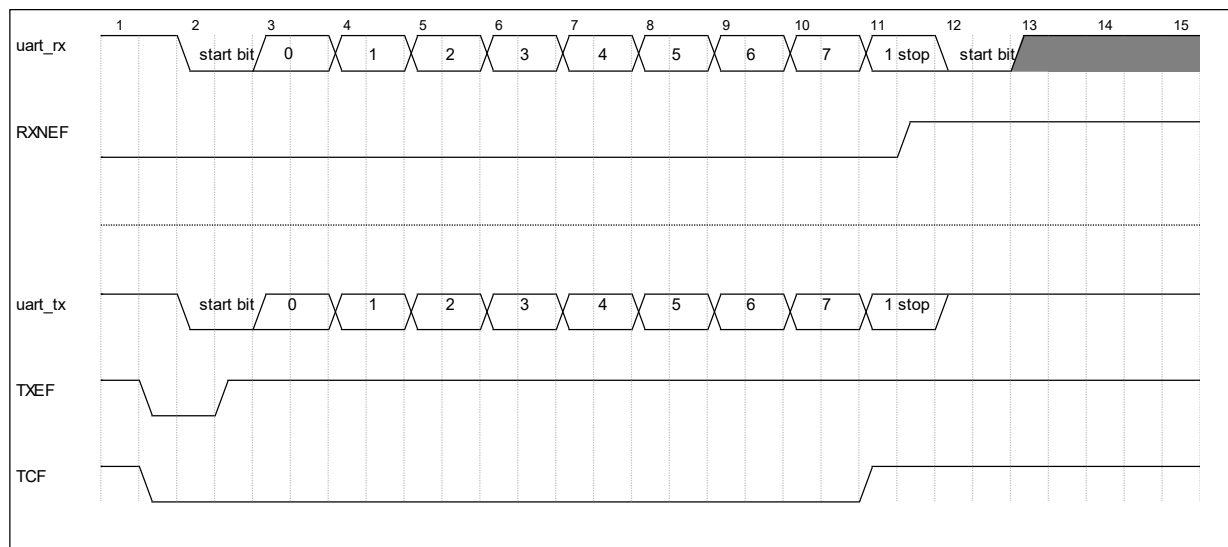 1 2 3 4 5 6 7 8 9 10 11 12 13 14 15
uart_rx start bit 0 1 2 3 4 5 6 7 1 stop start bit
RXNEF
uart_tx start bit 0 1 2 3 4 5 6 7 1 stop
TXEF
TCF